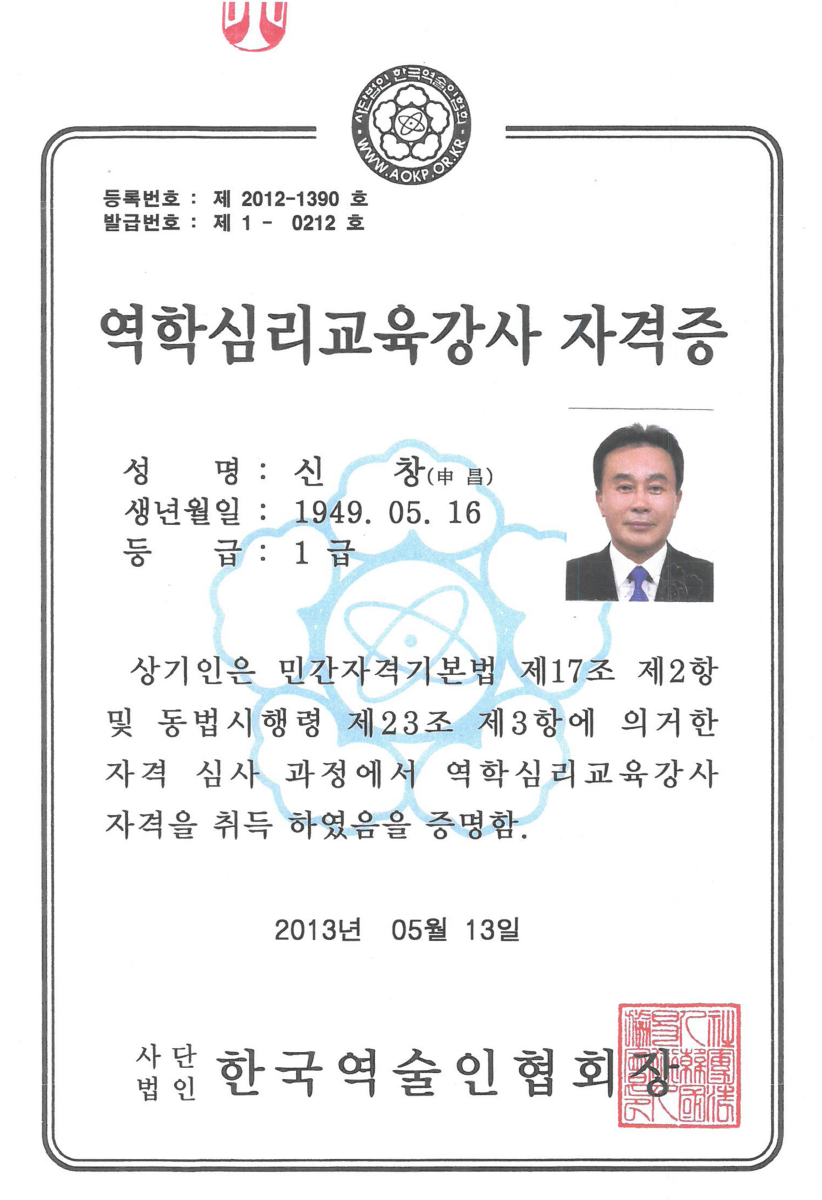 사단법인 한국역술인협회
WWW.AOKP.OR.KR
등록번호 : 제 2012-1390 호
발급번호 : 제 1 - 0212 호
역학심리교육강사 자격증
성 명 : 신 창(申 昌)
생년월일 : 1949. 05. 16
등 급 : 1 급
상기인은 민간자격기본법 제17조 제2항
및 동법시행령 제23조 제3항에 의거한
자격 심사 과정에서 역학심리교육강사
자격을 취득 하였음을 증명함.
2013년 05월 13일
사단법인 한국역술인협회장